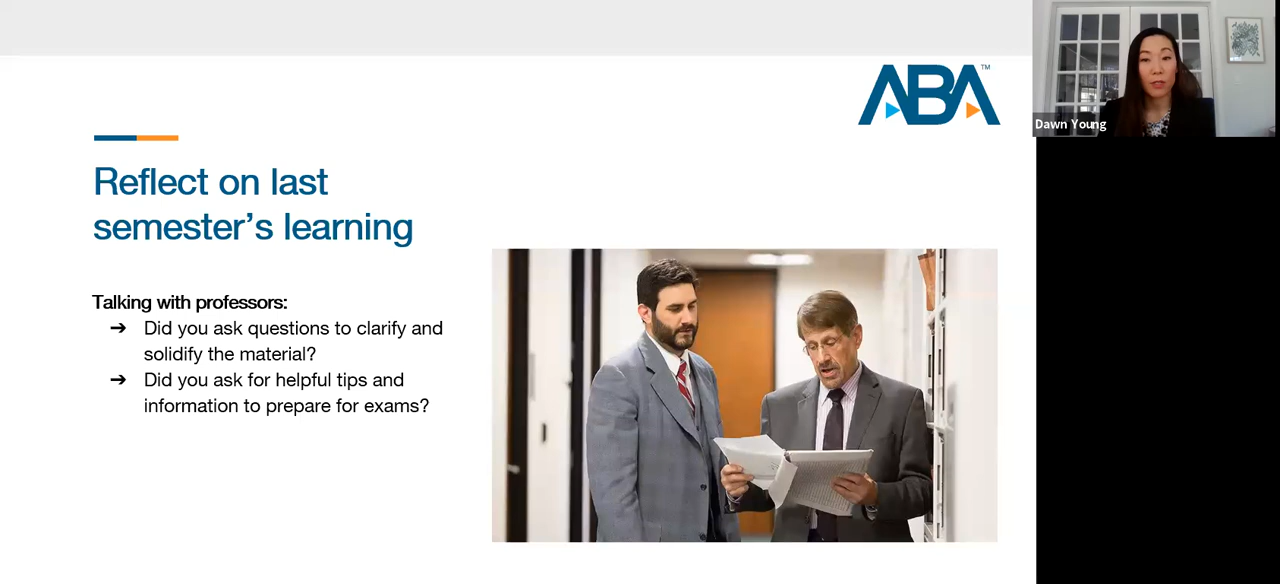 ABA™
Dawn Young
Reflect on last
semester’s learning
Talking with professors:
➔ Did you ask questions to clarify and
solidify the material?
➔ Did you ask for helpful tips and
information to prepare for exams?